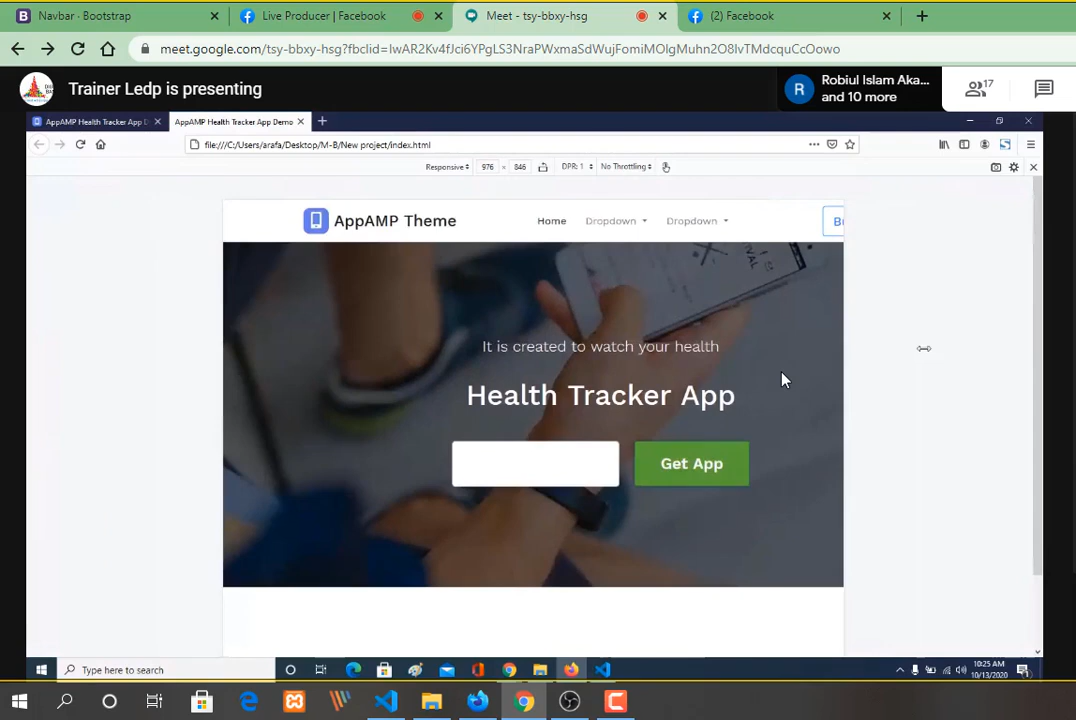 Navbar · Bootstrap
Live Producer | Facebook
Meet - tsy-bbxy-hsg
(2) Facebook
meet.google.com/tsy-bbxy-hsg?fbclid=
Trainer Ledp is presenting
Robiul Islam Aka...
and 10 more
17
AppAMP Health Tracker App D
AppAMP Health Tracker App Demo
file:///C:/Users/arafa/Desktop/M-B/New project/index.html
Responsive 976 × 846 DPR: 1 No Throttling
AppAMP Theme
Home Dropdown Dropdown
It is created to watch your health
Health Tracker App
Get App
Type here to search
10:25 AM
10/13/2020